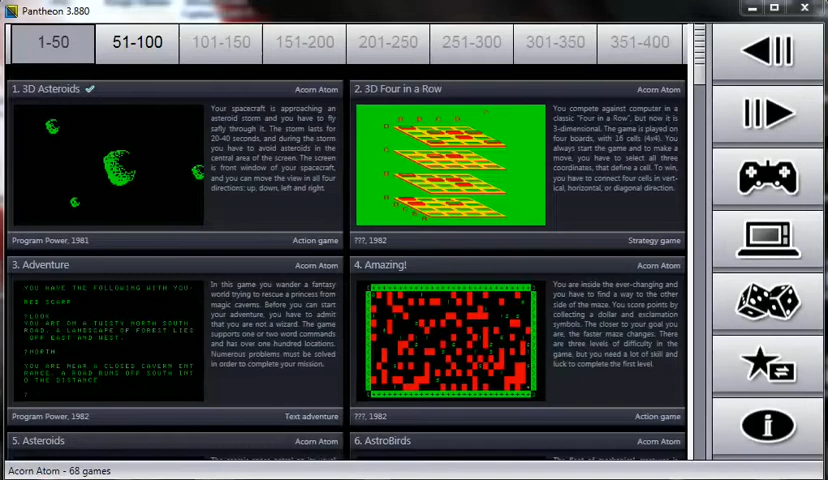 Pantheon 3.880
1-50
51-100
101-150
151-200
201-250
251-300
301-350
351-400
1. 3D Asteroids
Acorn Atom
Your spacecraft is approaching an
asteroid storm and you have to fly
saflly through it. The storm lasts for
20-40 seconds, and during the storm
you have to avoid asteroids in the
central area of the screen. The screen
is front window of your spacecraft,
and you can move the view in all four
directions: up, down, left and right.
Program Power, 1981
Action game
2. 3D Four in a Row
Acorn Atom
You compete against computer in a
classic "Four in a Row", but now it is
3-dimensional. The game is played on
four boards, with 16 cells (4x4). You
always start the game and to make a
move, you have to select all three
coordinates, that define a cell. To win,
you have to connect four cells in vert-
ical, horizontal, or diagonal direction.
???, 1982
Strategy game
3. Adventure
Acorn Atom
YOU HAVE THE FOLLOWING WITH YOU:
RED SCARF
?LOOK
YOU ARE ON A TWISTY NORTH SOUTH
ROAD. A LANDSCAPE OF FOREST LIES
OFF EAST AND WEST.
?NORTH
YOU ARE NEAR A CLOSED CAVERN ENT
RANCE. A ROAD RUNS OFF SOUTH INT
O THE DISTANCE
?
In this game you wander a fantasy
world trying to rescue a princess from
magic caverns. Before you can start
your adventure, you have to admit
that you are not a wizard. The game
supports one or two word commands
and has over one hundred locations.
Numerous problems must be solved
in order to complete your mission.
Program Power, 1982
Text adventure
4. Amazing!
Acorn Atom
You are inside the ever-changing and
you have to find a way to the other
side of the maze. You score points by
collecting a dollar and exclamation
symbols. The closer to your goal you
are, the faster maze changes. There
are three levels of difficulty in the
game, but you need a lot of skill and
luck to complete the first level.
???, 1982
Action game
5. Asteroids
Acorn Atom
6. AstroBirds
Acorn Atom
Acorn Atom - 68 games